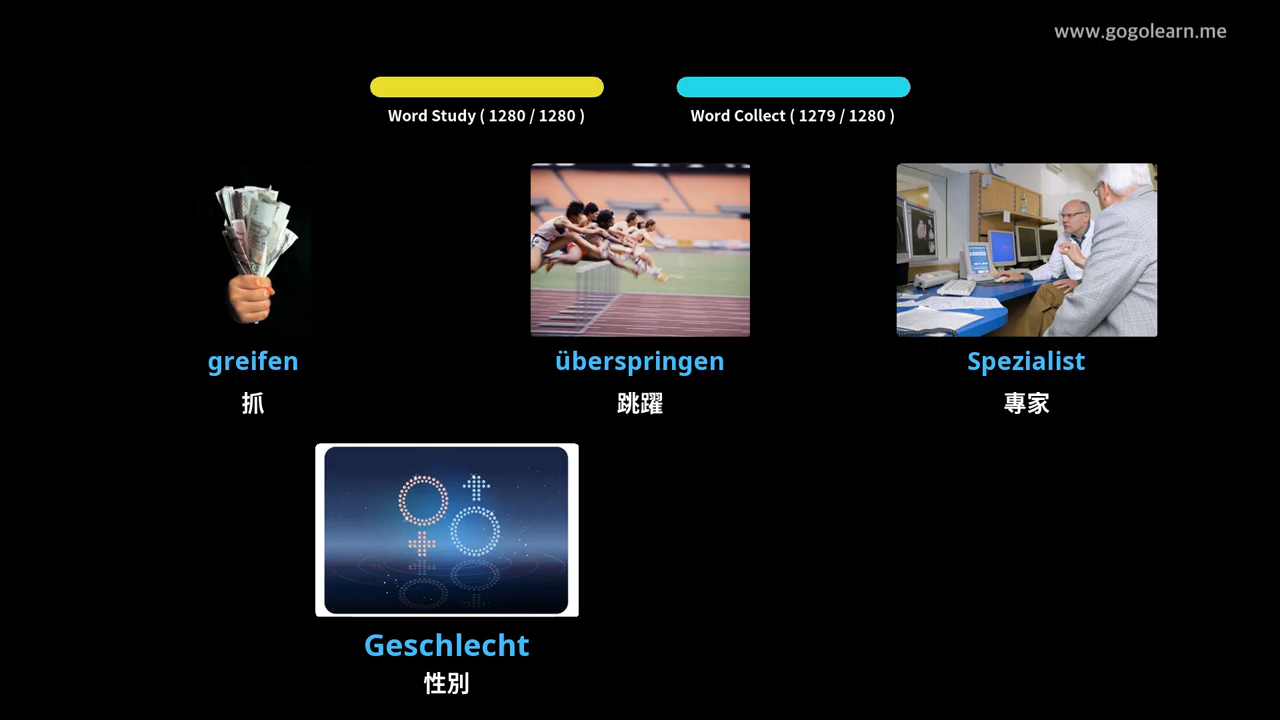 www.gogolearn.me
Word Study ( 1280 / 1280 )
Word Collect ( 1279 / 1280 )
greifen
überspringen
Spezialist
抓
跳躍
專家
Geschlecht
性別